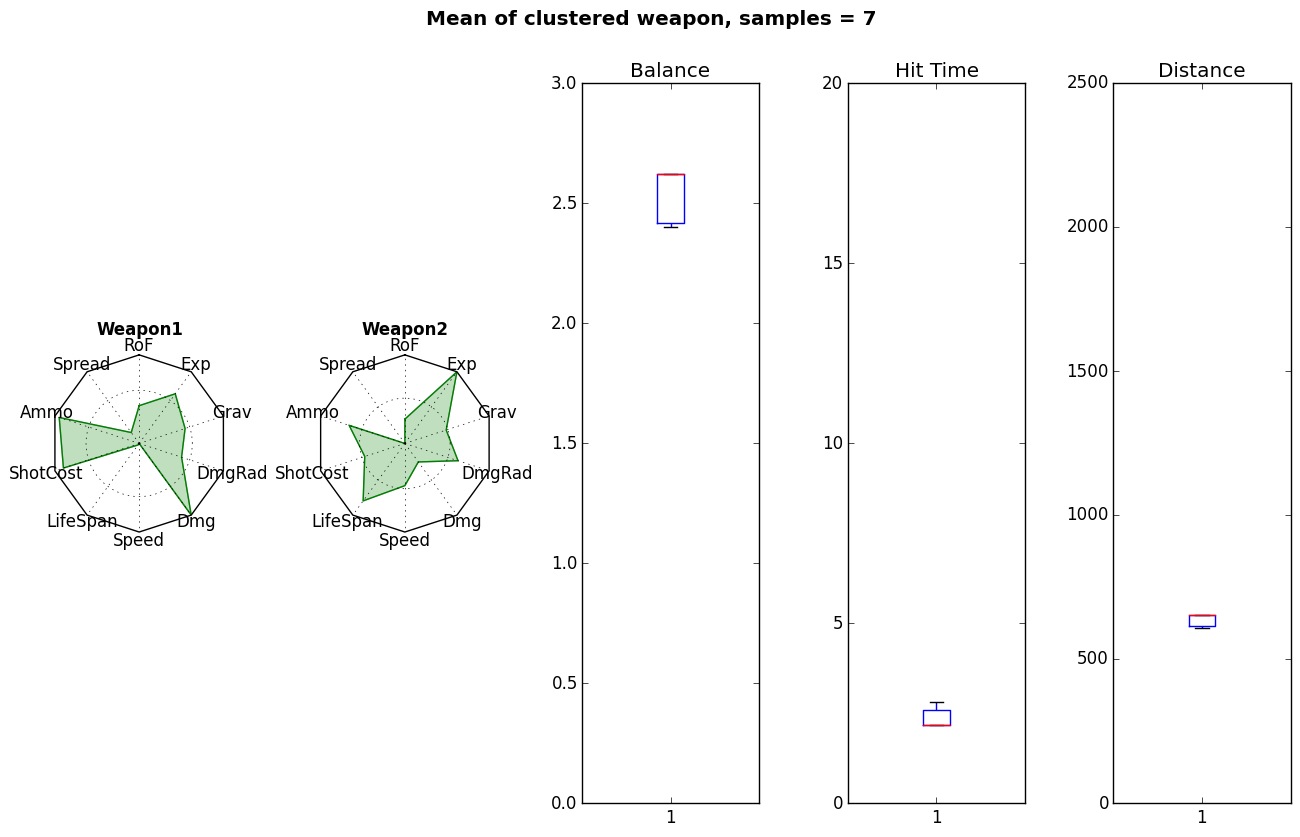 Mean of clustered weapon, samples = 7
Weapon1
RoF
Spread
Exp
Ammo
Grav
ShotCost
DmgRad
LifeSpan
Dmg
Speed
Weapon2
RoF
Spread
Exp
Ammo
Grav
ShotCost
DmgRad
LifeSpan
Dmg
Speed
Balance
3.0
2.5
2.0
1.5
1.0
0.5
0.0
1
Hit Time
20
15
10
5
0
1
Distance
2500
2000
1500
1000
500
0
1